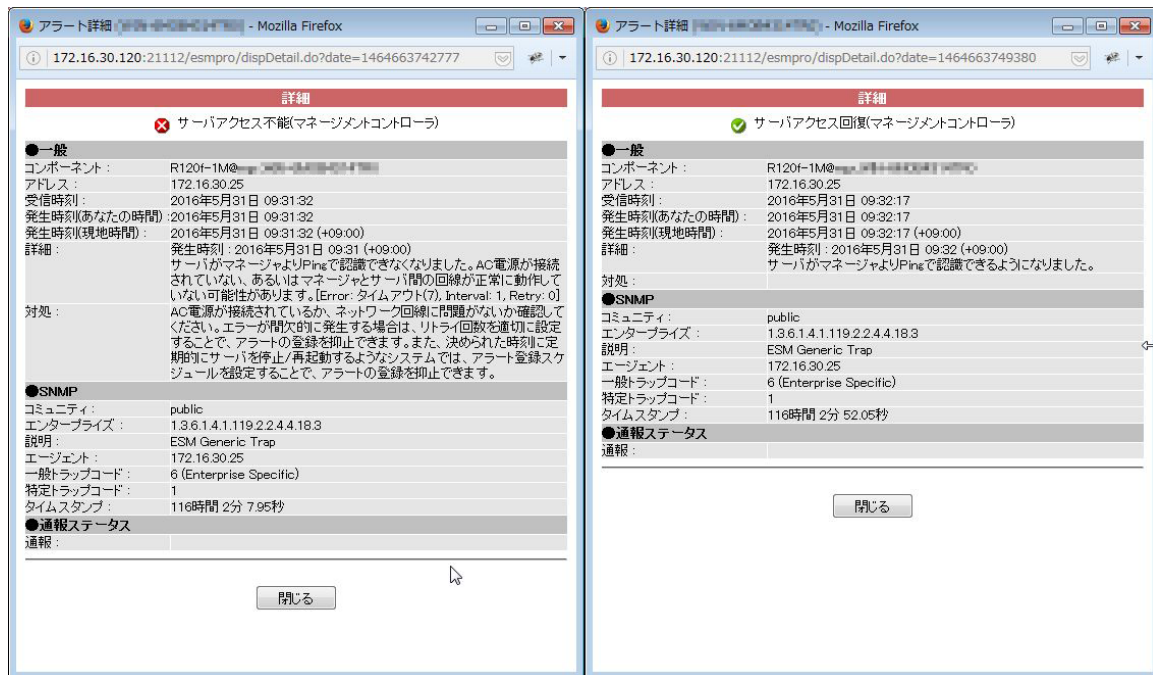 アラート詳細 - Mozilla Firefox
172.16.30.120:21112/esmpro/dispDetail.do?date=1464663742777
詳細
サーバアクセス不能(マネージメントコントローラ)
●一般
コンポーネント : R120f-1M@
アドレス : 172.16.30.25
受信時刻 : 2016年5月31日 09:31:32
発生時刻(あなたの時間) : 2016年5月31日 09:31:32
発生時刻(現地時間) : 2016年5月31日 09:31:32 (+09:00)
詳細 : 発生時刻 : 2016年5月31日 09:31 (+09:00)
サーバがマネージャよりPingで認識できなくなりました。AC電源が接続
されていない、あるいはマネージャとサーバ間の回線が正常に動作して
いない可能性があります。[Error: タイムアウト(7), Interval: 1, Retry: 0]
対処 : AC電源が接続されているか、ネットワーク回線に問題がないか確認して
ください。エラーが間欠的に発生する場合は、リトライ回数を適切に設定
することで、アラートの登録を抑止できます。また、決められた時刻に定
期的にサーバを停止/再起動するようなシステムでは、アラート登録スケ
ジュールを設定することで、アラートの登録を抑止できます。
●SNMP
コミュニティ : public
エンタープライズ : 1.3.6.1.4.1.119.2.2.4.4.18.3
説明 : ESM Generic Trap
エージェント : 172.16.30.25
一般トラップコード : 6 (Enterprise Specific)
特定トラップコード : 1
タイムスタンプ : 116時間 2分 7.95秒
●通報ステータス
通報 :
閉じる
アラート詳細 - Mozilla Firefox
172.16.30.120:21112/esmpro/dispDetail.do?date=1464663749380
詳細
サーバアクセス回復(マネージメントコントローラ)
●一般
コンポーネント : R120f-1M@
アドレス : 172.16.30.25
受信時刻 : 2016年5月31日 09:32:17
発生時刻(あなたの時間) : 2016年5月31日 09:32:17
発生時刻(現地時間) : 2016年5月31日 09:32:17 (+09:00)
詳細 : 発生時刻 : 2016年5月31日 09:32 (+09:00)
サーバがマネージャよりPingで認識できるようになりました。
対処 :
●SNMP
コミュニティ : public
エンタープライズ : 1.3.6.1.4.1.119.2.2.4.4.18.3
説明 : ESM Generic Trap
エージェント : 172.16.30.25
一般トラップコード : 6 (Enterprise Specific)
特定トラップコード : 1
タイムスタンプ : 116時間 2分 52.05秒
●通報ステータス
通報 :
閉じる